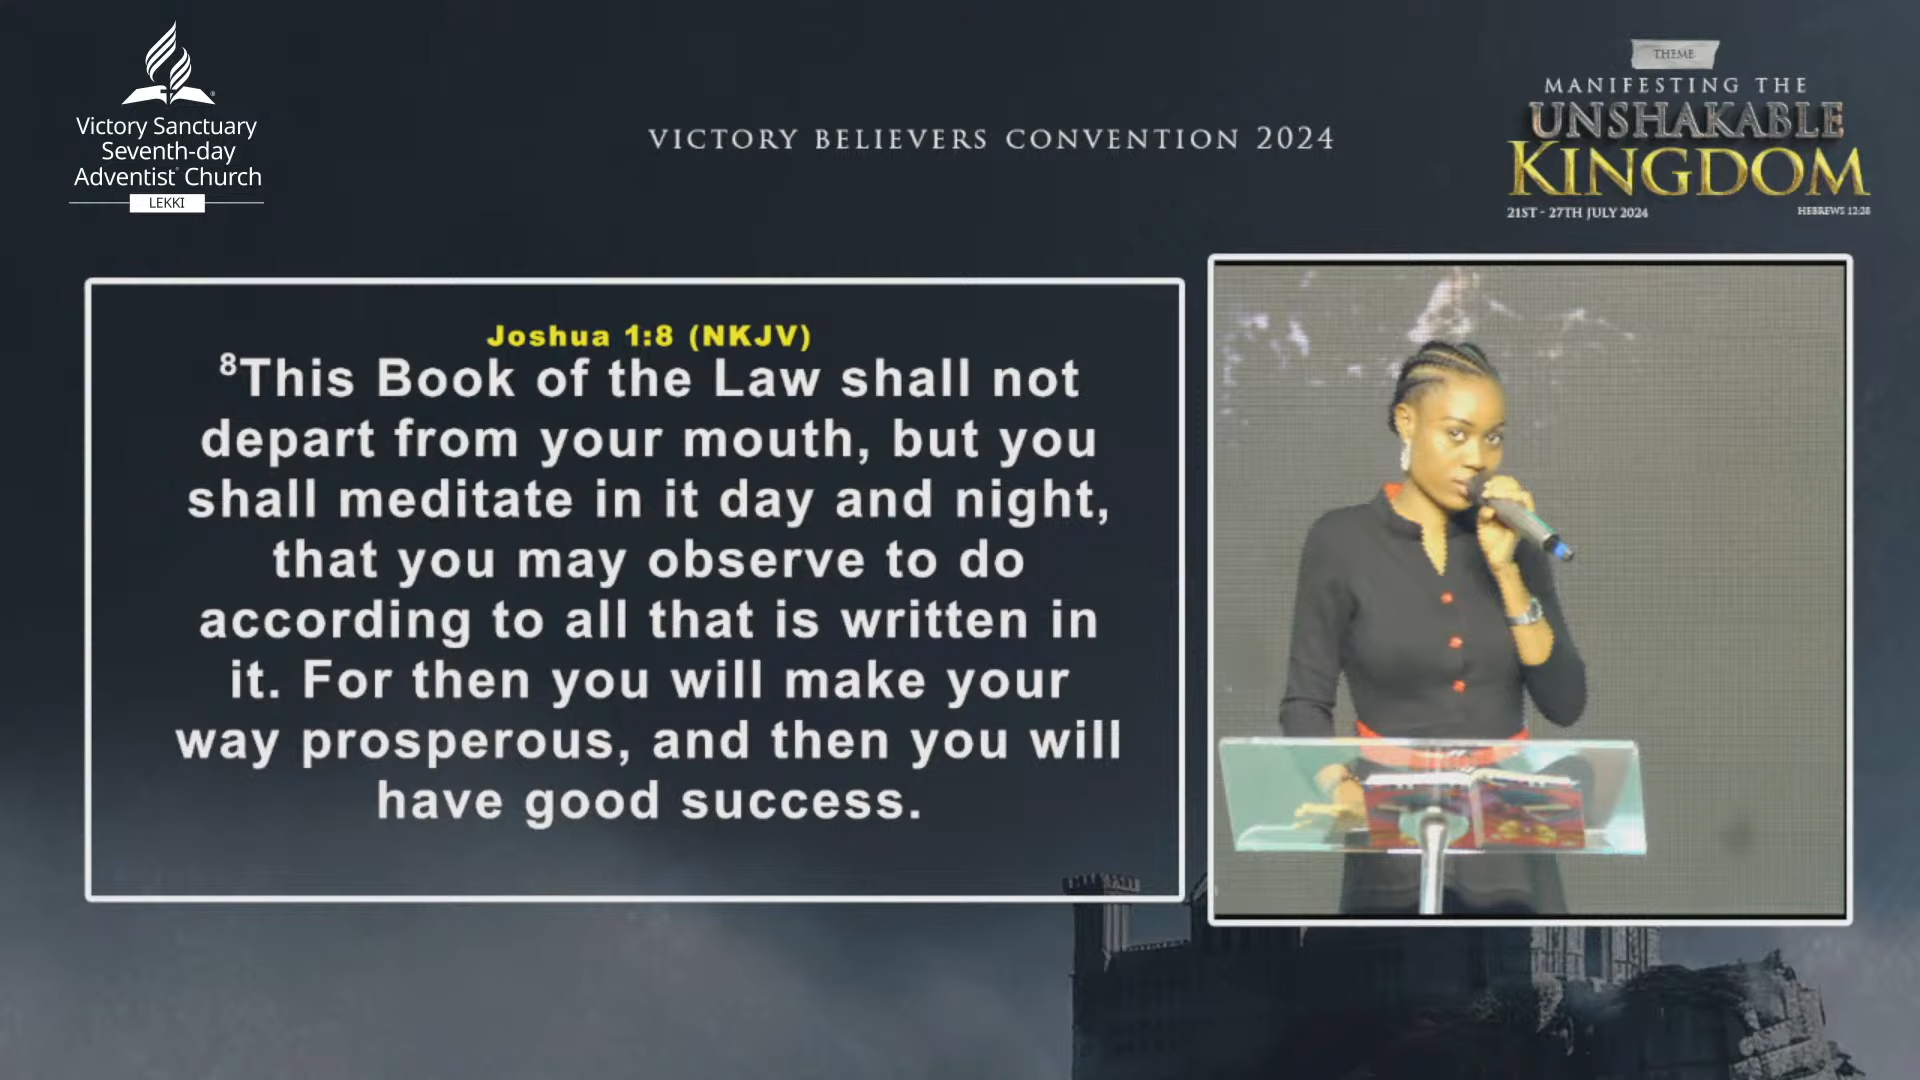 Victory Sanctuary
Seventh-day
Adventist® Church
LEKKI
VICTORY BELIEVERS CONVENTION 2024
THEME:
MANIFESTING THE
UNSHAKABLE
KINGDOM
21ST - 27TH JULY 2024
HEBREWS 12:28
Joshua 1:8 (NKJV)
⁸This Book of the Law shall not
depart from your mouth, but you
shall meditate in it day and night,
that you may observe to do
according to all that is written in
it. For then you will make your
way prosperous, and then you will
have good success.